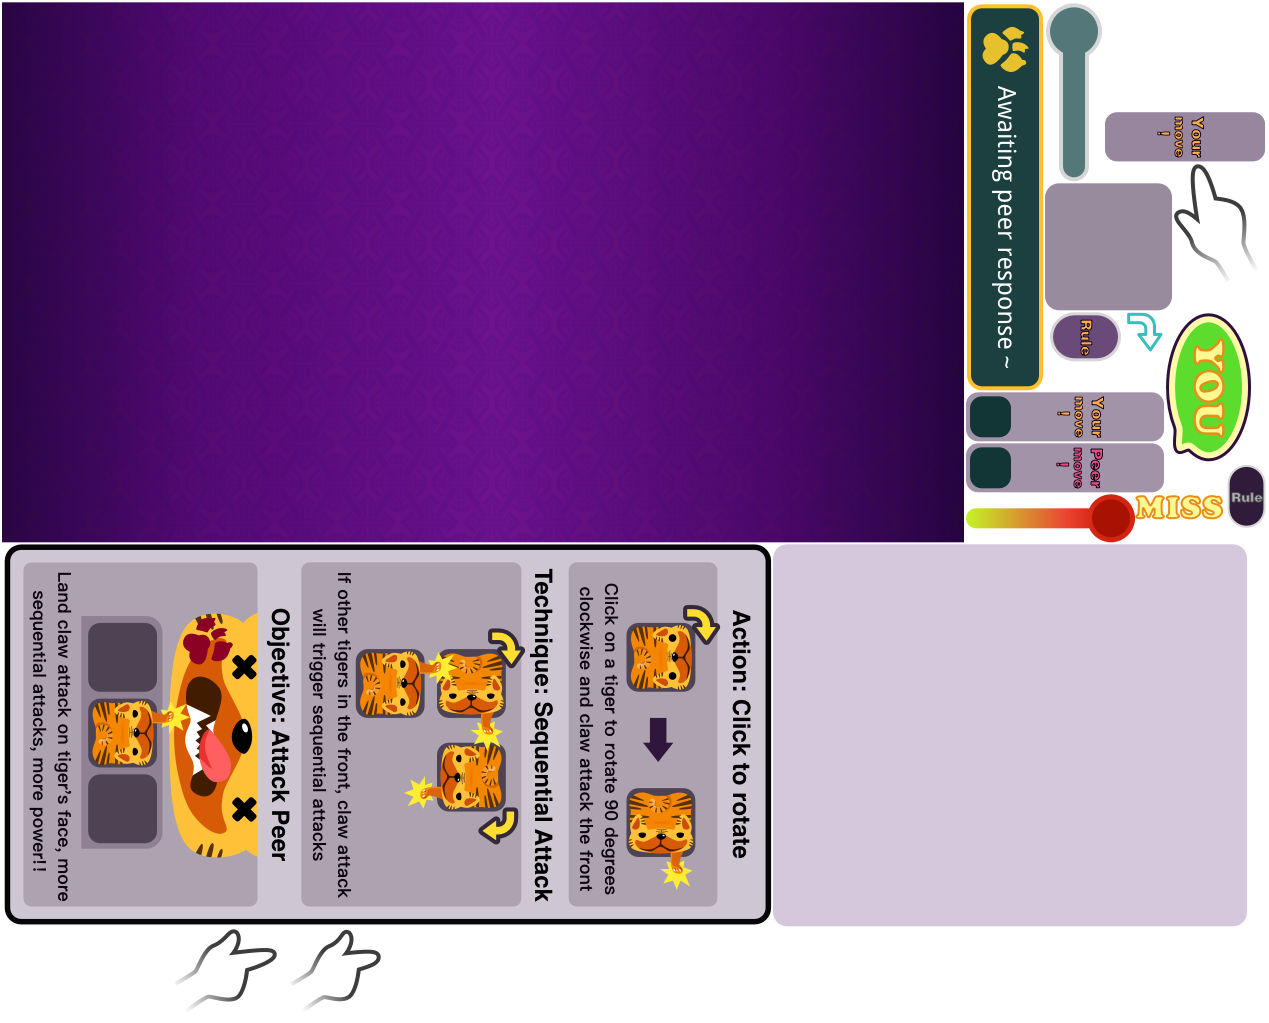 Awaiting peer response ~
Your
move
!
Rule
YOU
Your
move
!
Peer
move
!
MISS
Rule
Action: Click to rotate
Click on a tiger to rotate 90 degrees
clockwise and claw attack the front
Technique: Sequential Attack
If other tigers in the front, claw attack
will trigger sequential attacks
Objective: Attack Peer
Land claw attack on tiger's face, more
sequential attacks, more power!!